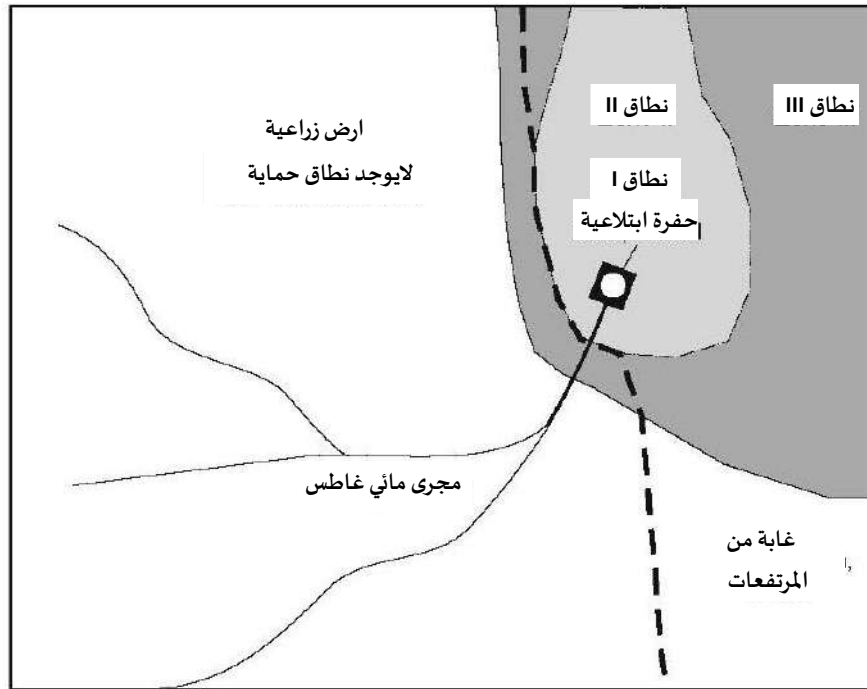 نطاق III
نطاق II
ارض زراعية
لايوجد نطاق حماية
نطاق I
حفرة ابتلاعية
مجرى مائي غاطس
غابة من
المرتفعات